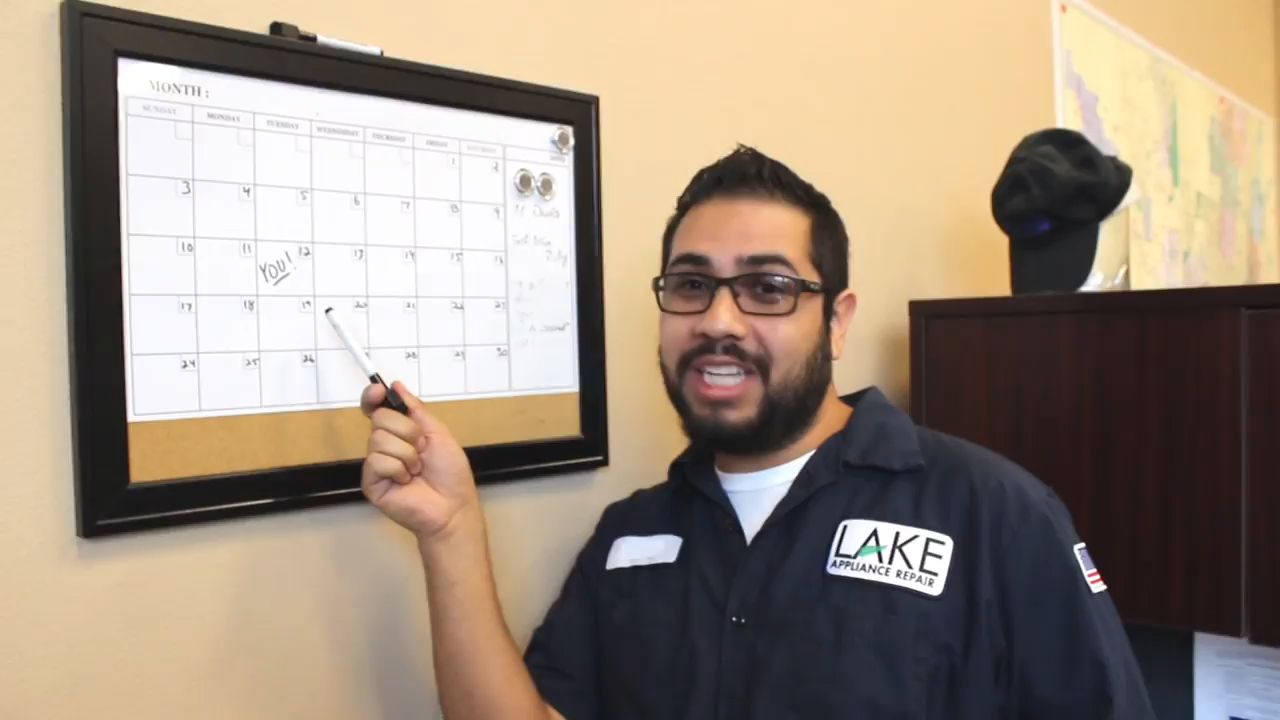 MONTH:
SUNDAY MONDAY TUESDAY WEDNESDAY THURSDAY FRIDAY SATURDAY
1 2
3 4 5 6 7 8 9
10 11 12 13 14 15 16
YOU!
17 18 19 20 21 22 23
24 25 26 28 29 30
LAKE
APPLIANCE REPAIR